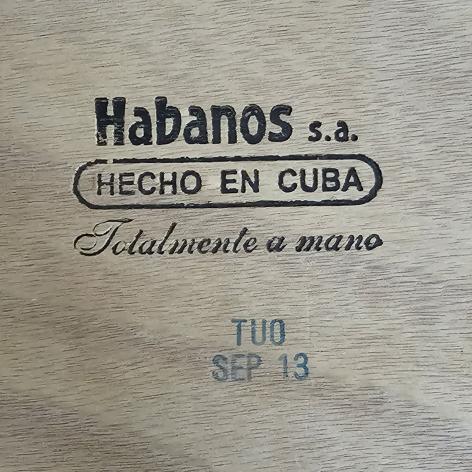 Habanos s.a.
HECHO EN CUBA
Totalmente a mano
TUO
SEP 13